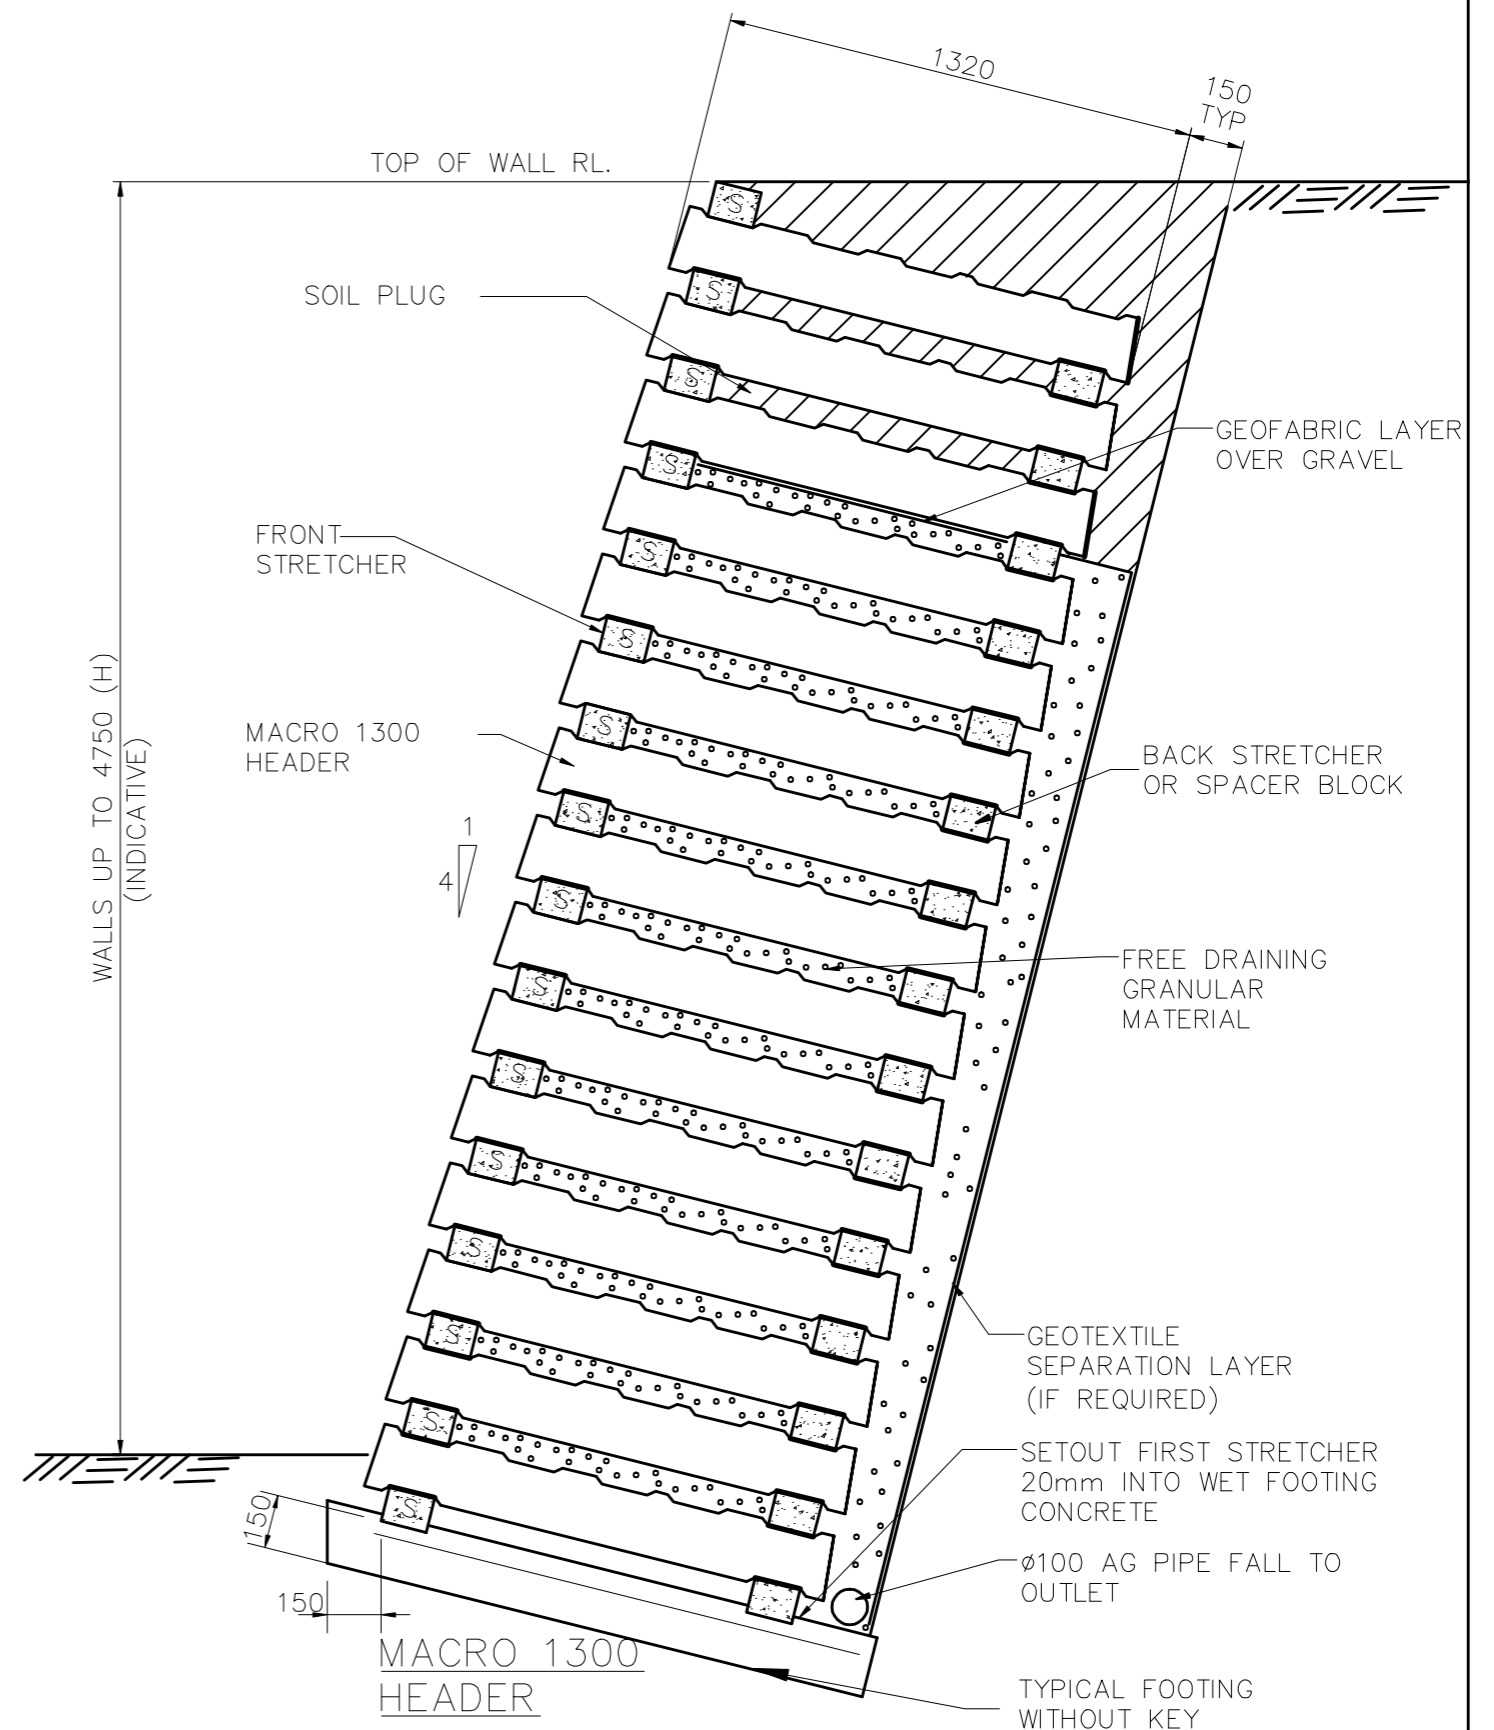 1320
150
TYP
TOP OF WALL RL.
S
SOIL PLUG
S
S
GEOFABRIC LAYER
OVER GRAVEL
S
FRONT
STRETCHER
S
S
WALLS UP TO 4750 (H)
(INDICATIVE)
MACRO 1300
HEADER
S
BACK STRETCHER
OR SPACER BLOCK
S
1
4
S
FREE DRAINING
GRANULAR
MATERIAL
S
S
S
S
GEOTEXTILE
SEPARATION LAYER
(IF REQUIRED)
S
S
SETOUT FIRST STRETCHER
20mm INTO WET FOOTING
CONCRETE
S
150
ø100 AG PIPE FALL TO
OUTLET
150
MACRO 1300
HEADER
TYPICAL FOOTING
WITHOUT KEY